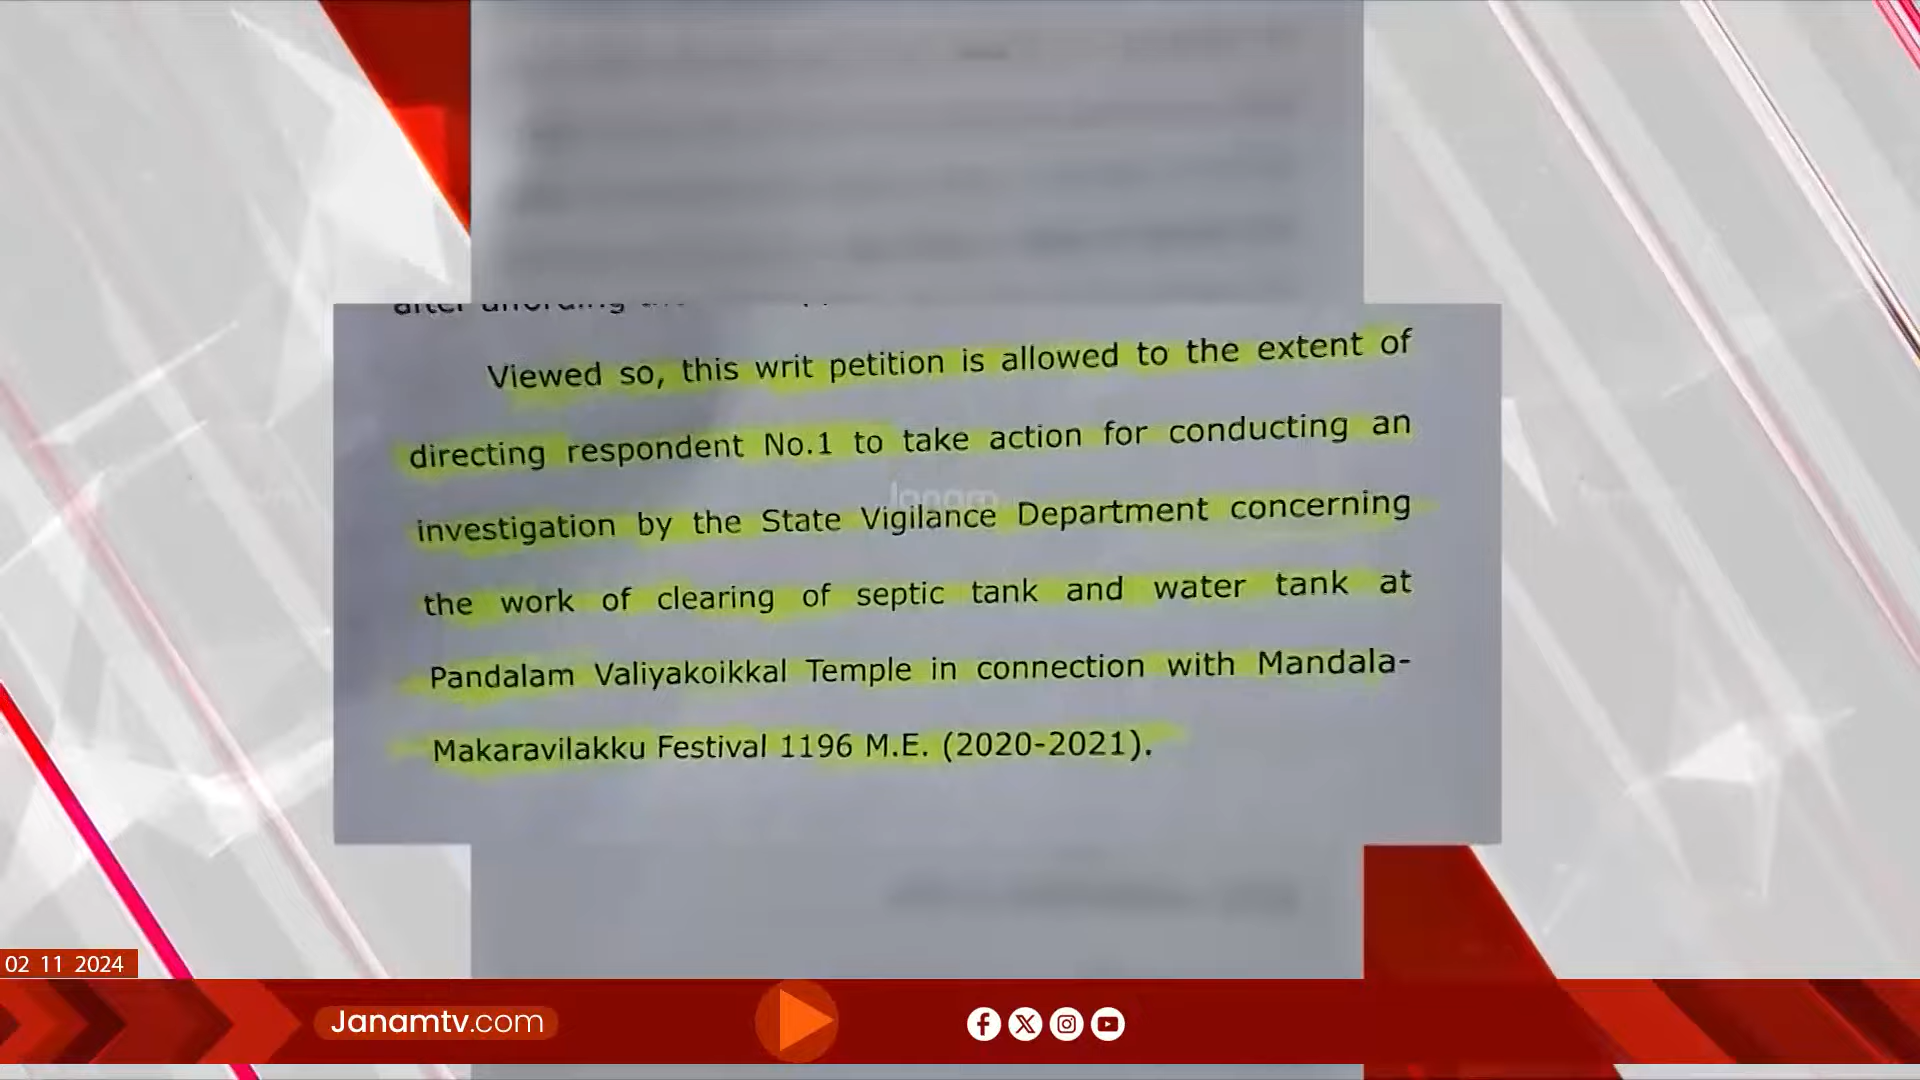 Viewed so, this writ petition is allowed to the extent of
directing respondent No.1 to take action for conducting an
investigation by the State Vigilance Department concerning
the work of clearing of septic tank and water tank at
Pandalam Valiyakoikkal Temple in connection with Mandala-
Makaravilakku Festival 1196 M.E. (2020-2021).
Janam
02 11 2024
Janamtv.com